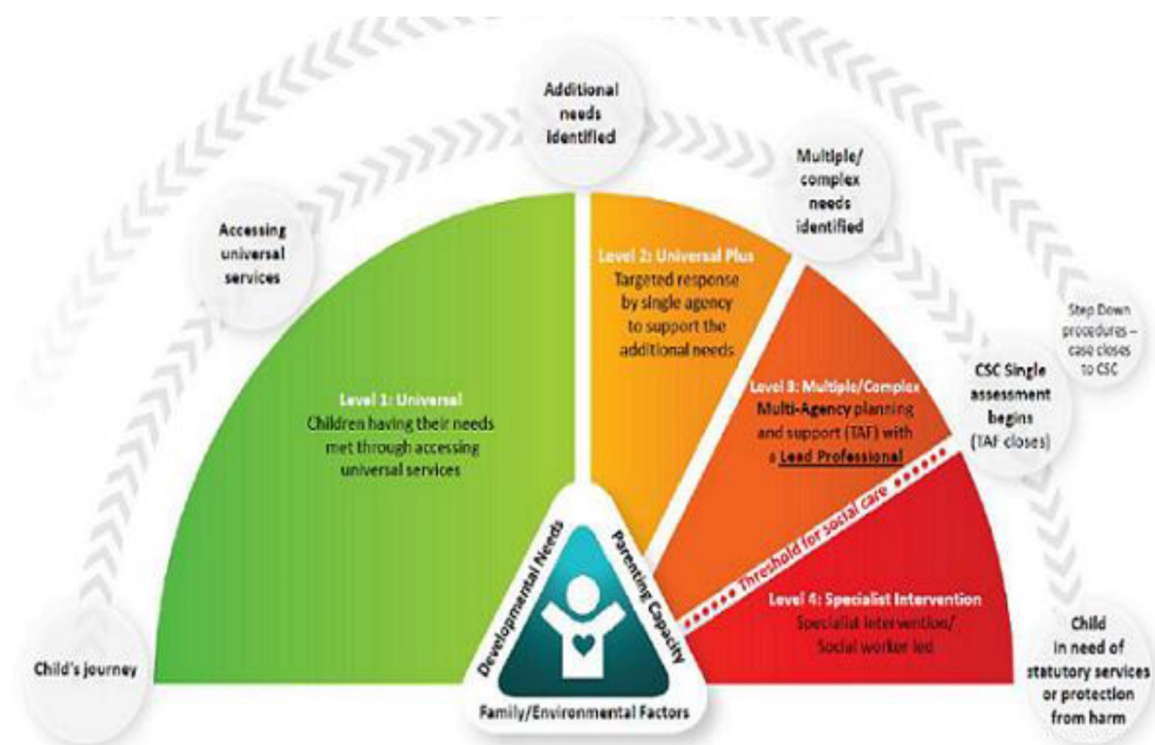 Additional
needs
identified
Multiple/
complex
needs
identified
Accessing
universal
services
Level 2: Universal Plus
Targeted response
by single agency
to support the
additional needs
Step Down
procedures –
case closes
to CSC
CSC Single
assessment
begins
(TAF closes)
Level 1: Universal
Children having their needs
met through accessing
universal services
Level 3: Multiple/Complex
Multi-Agency planning
and support (TAF) with
a Lead Professional
Threshold for social care
Level 4: Specialist Intervention
Specialist intervention/
Social worker led
Developmental Needs
Parenting Capacity
Family/Environmental Factors
Child's journey
Child
in need of
statutory services
or protection
from harm